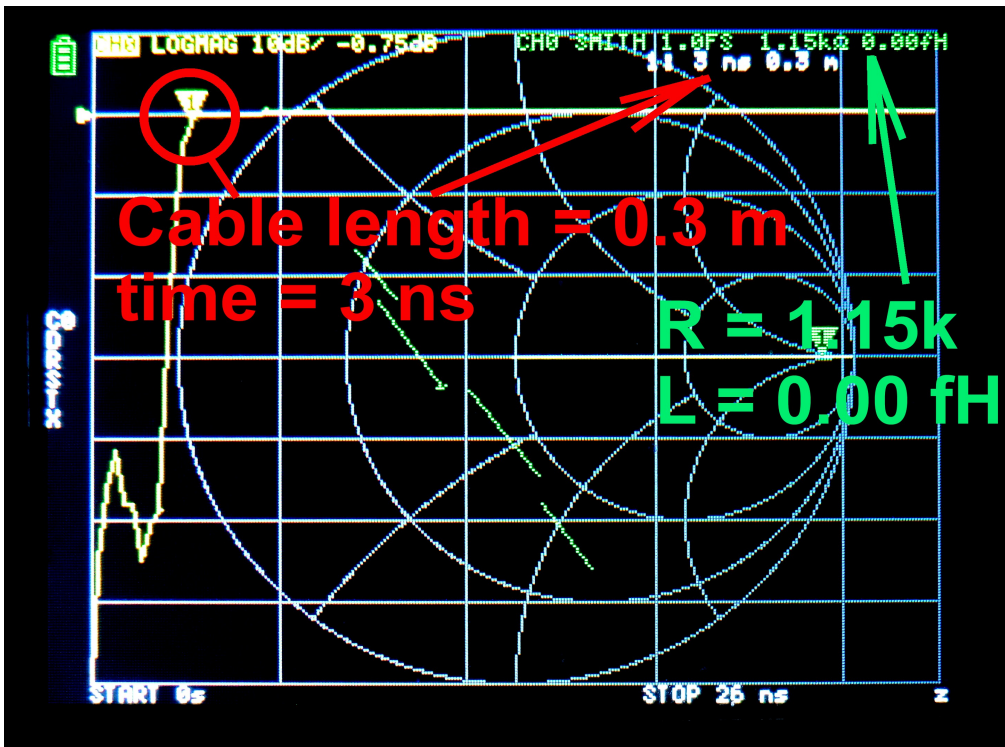 CH0 LOGMAG 10dB/ -0.75dB
CH0 SMITH 1.0FS 1.15kΩ 0.00fH
1: 3 ns 0.3 m
1
Cable length = 0.3 m
time = 3 ns
R = 1.15k
L = 0.00 fH
START 0s
STOP 26 ns
z